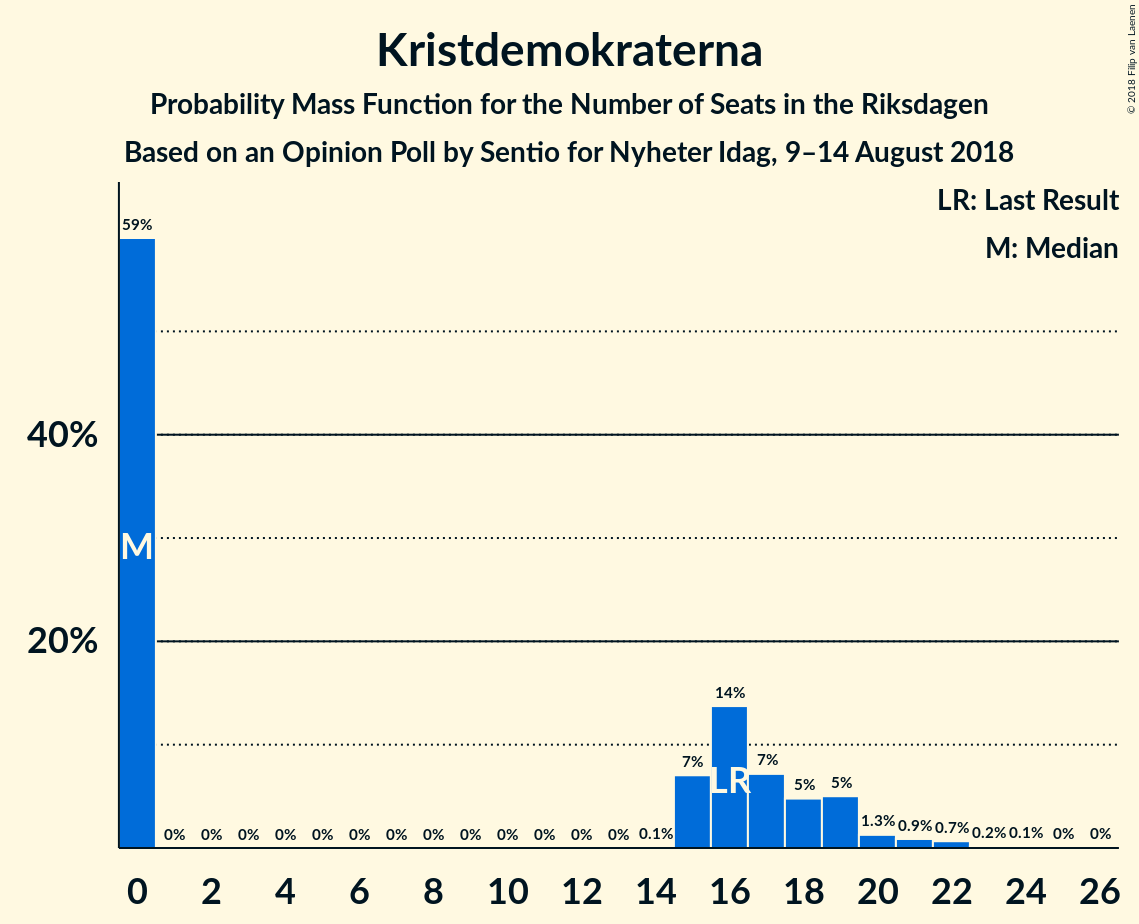 Kristdemokraterna
Probability Mass Function for the Number of Seats in the Riksdagen
Based on an Opinion Poll by Sentio for Nyheter Idag, 9–14 August 2018
© 2018 Filip van Laenen
LR: Last Result
M: Median
59%
40%
M
20%
14%
7% 7%
LR 5% 5%
0% 0% 0% 0% 0% 0% 0% 0% 0% 0% 0% 0% 0% 0.1% 1.3% 0.9% 0.7% 0.2% 0.1% 0% 0%
0 2 4 6 8 10 12 14 16 18 20 22 24 26